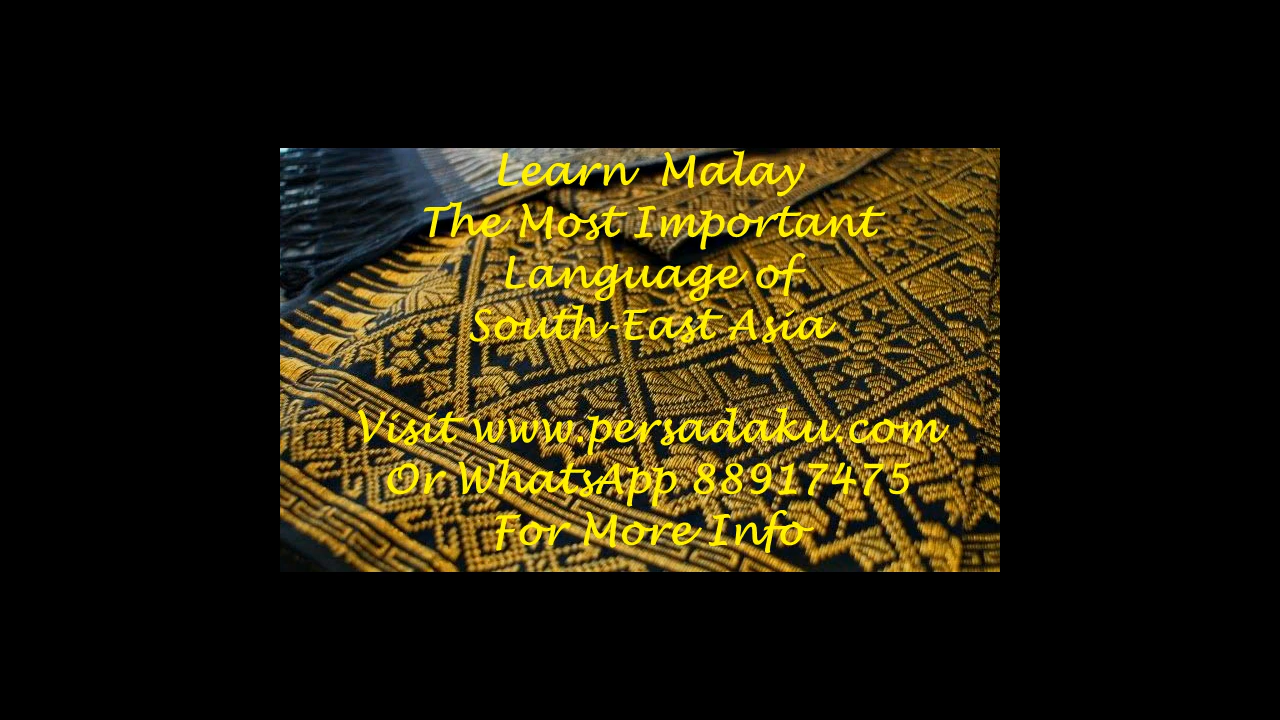 Learn Malay
The Most Important
Language of
South-East Asia
Visit www.persadaku.com
Or WhatsApp 88917475
For More Info